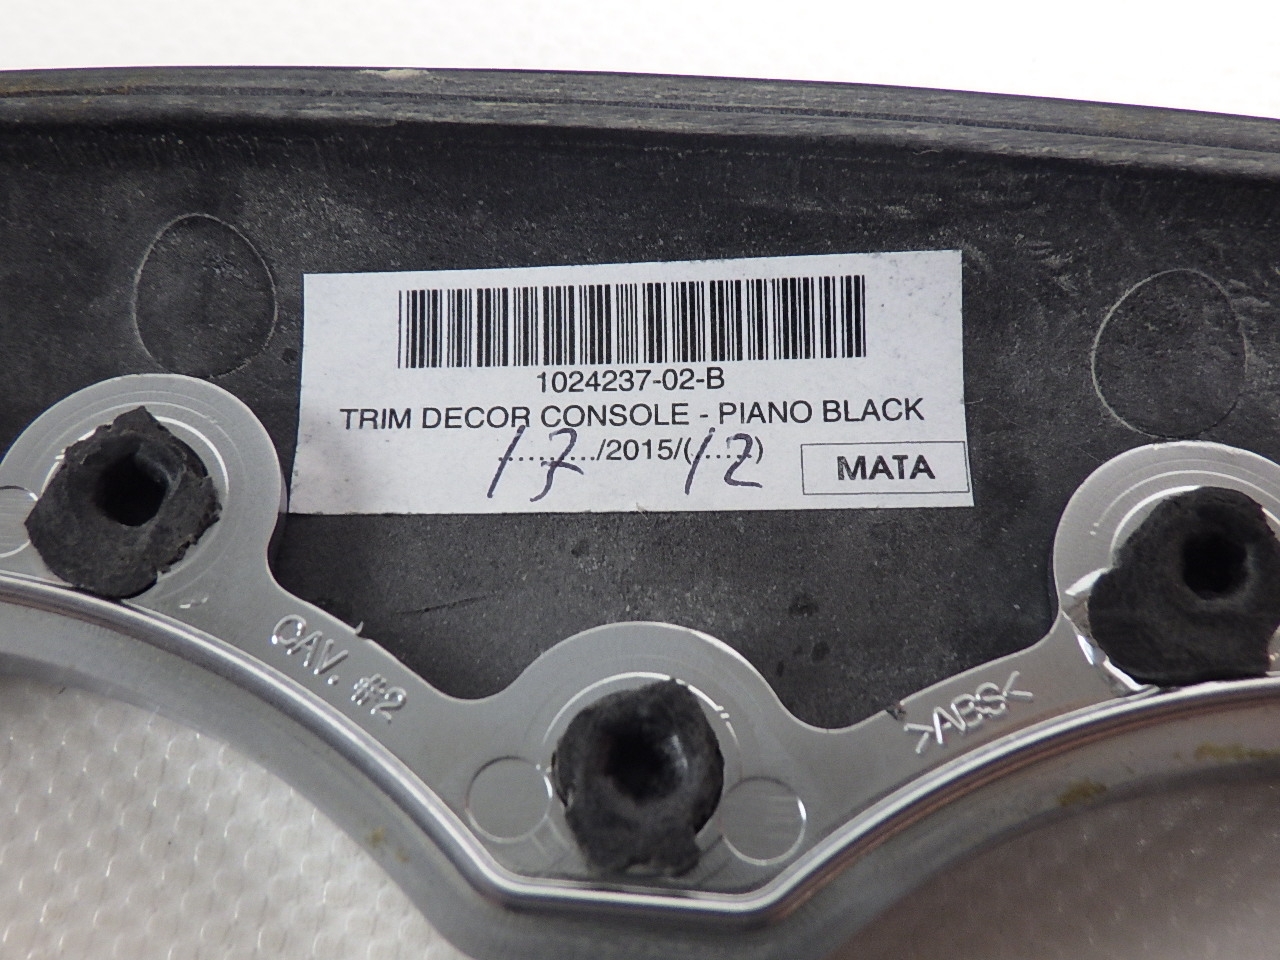 1024237-02-B
TRIM DECOR CONSOLE - PIANO BLACK
17/2015/(12)
MATA
CAV. #2
>ABS<